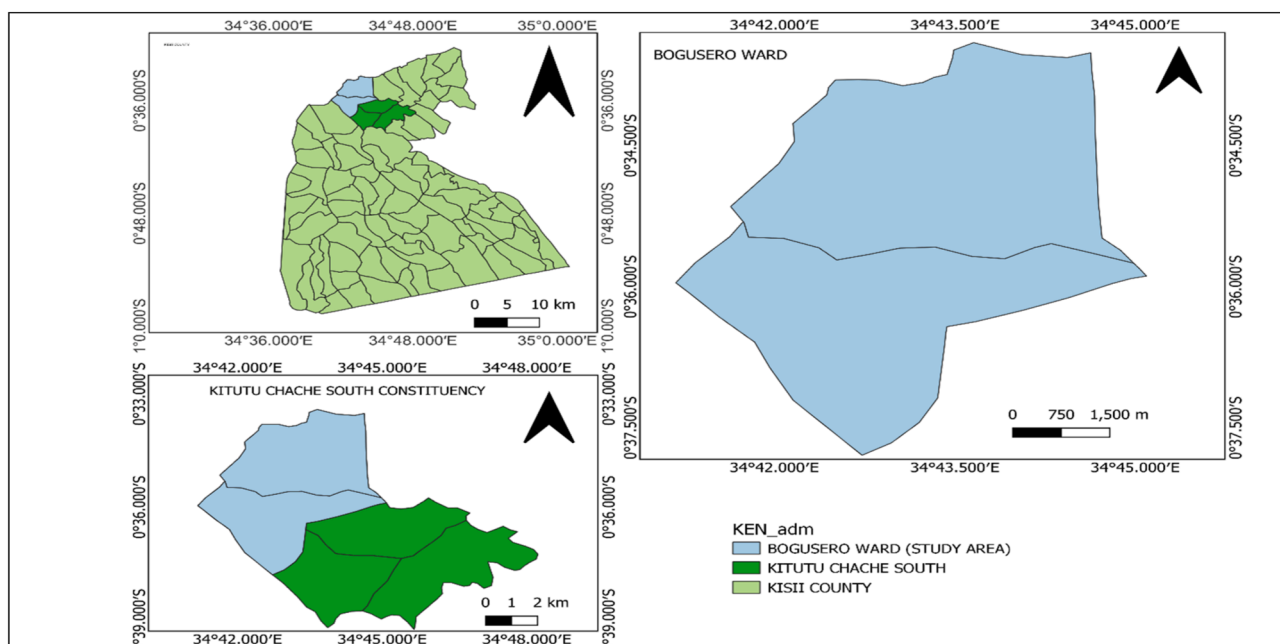 34°36.000'E 34°48.000'E 35°0.000'E
0°36.000'S
0°48.000'S
1°0.000'S
0°36.000'S
0°48.000'S
1°0.000'S
0 5 10 km
34°36.000'E 34°48.000'E 35°0.000'E
34°42.000'E 34°45.000'E 34°48.000'E
KITUTU CHACHE SOUTH CONSTITUENCY
0°33.000'S
0°36.000'S
0°39.000'S
0°33.000'S
0°36.000'S
0°39.000'S
0 1 2 km
34°42.000'E 34°45.000'E 34°48.000'E
34°42.000'E 34°43.500'E 34°45.000'E
BOGUSERO WARD
0°34.500'S
0°36.000'S
0°37.500'S
0°34.500'S
0°36.000'S
0°37.500'S
0 750 1,500 m
34°42.000'E 34°43.500'E 34°45.000'E
KEN_adm
BOGUSERO WARD (STUDY AREA)
KITUTU CHACHE SOUTH
KISII COUNTY